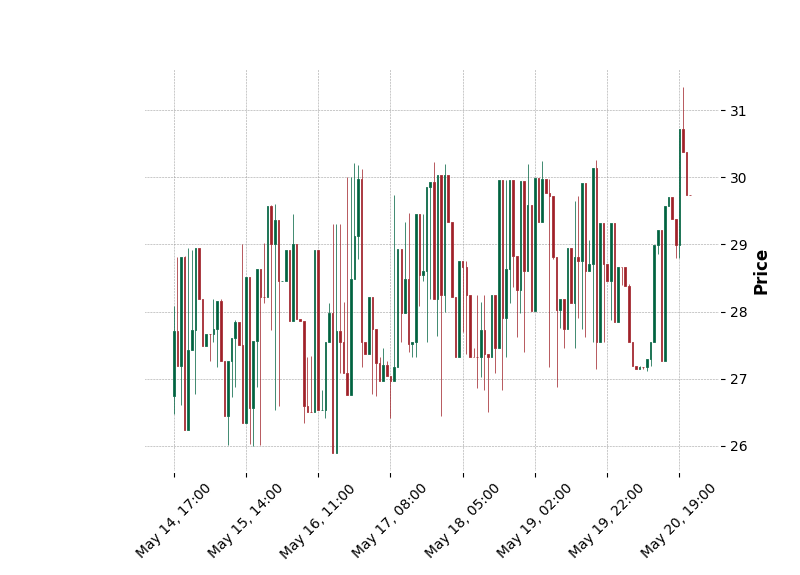 31
30
29
28
27
26
Price
May 14, 17:00
May 15, 14:00
May 16, 11:00
May 17, 08:00
May 18, 05:00
May 19, 02:00
May 19, 22:00
May 20, 19:00